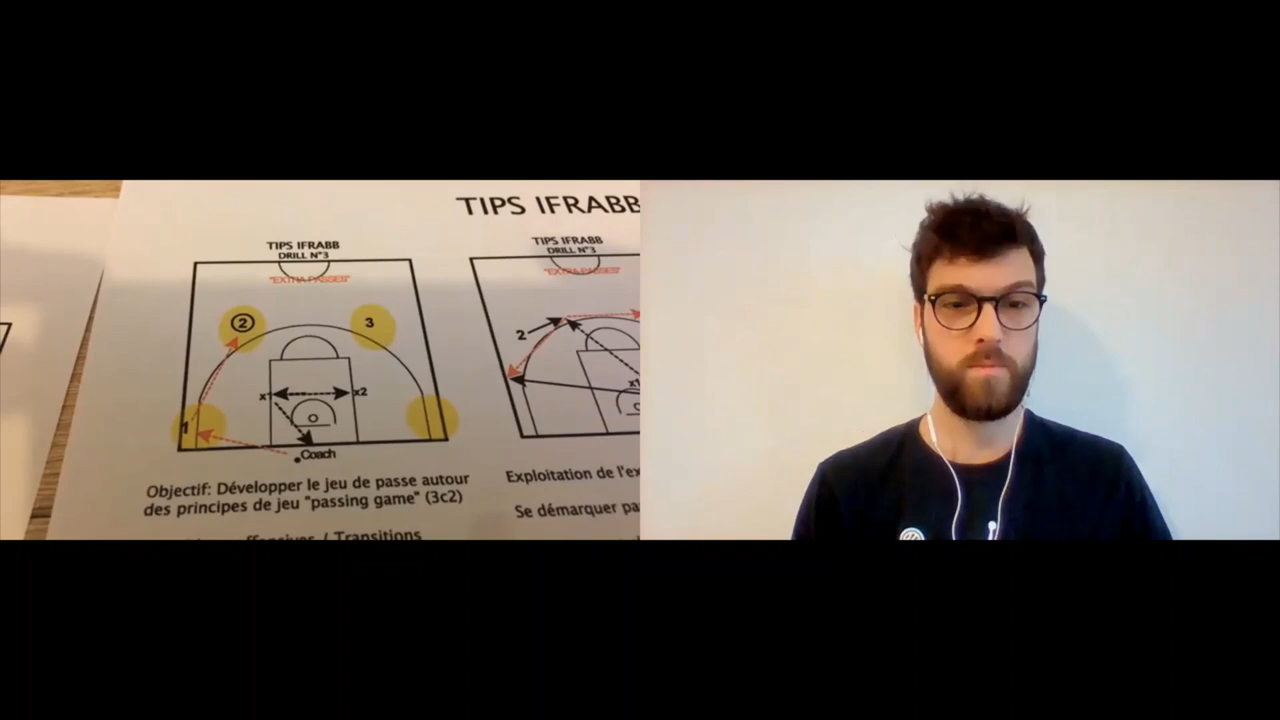 TIPS IFRABB
TIPS IFRABB
DRILL N°3
"EXTRA PASSES"
2
3
x1
x2
1
Coach
Objectif: Développer le jeu de passe autour
des principes de jeu "passing game" (3c2)
offensives / Transitions
TIPS IFRABB
DRILL N°3
"EXTRA PASSES"
2
x1
Exploitation de l'ex
Se démarquer pa